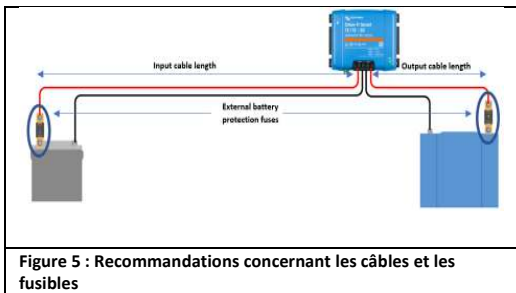 Input cable length
Output cable length
External battery
protection fuses
Figure 5 : Recommandations concernant les câbles et les
fusibles